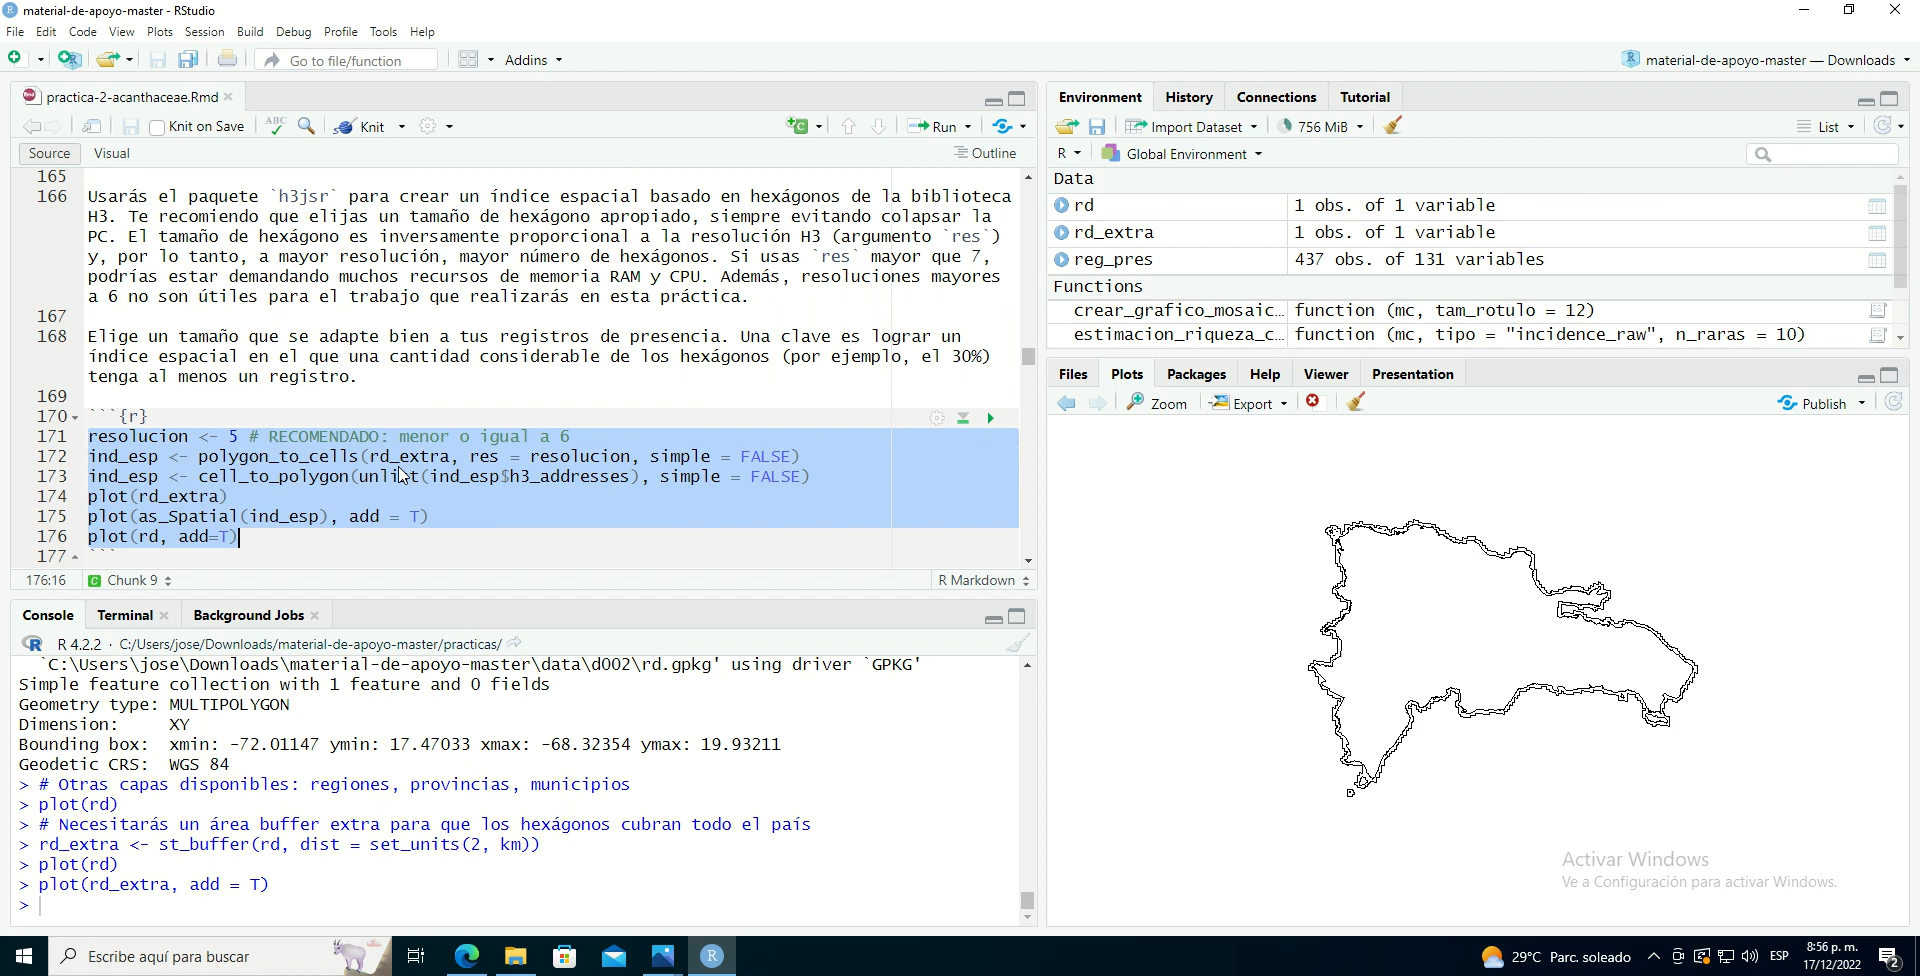 material-de-apoyo-master - RStudio
File Edit Code View Plots Session Build Debug Profile Tools Help
Go to file/function Addins material-de-apoyo-master — Downloads
practica-2-acanthaceae.Rmd
Knit on Save ABC Knit Run
Source Visual Outline
165
166 Usarás el paquete `h3jsr` para crear un índice espacial basado en hexágonos de la biblioteca
H3. Te recomiendo que elijas un tamaño de hexágono apropiado, siempre evitando colapsar la
PC. El tamaño de hexágono es inversamente proporcional a la resolución H3 (argumento `res`)
y, por lo tanto, a mayor resolución, mayor número de hexágonos. Si usas `res` mayor que 7,
podrías estar demandando muchos recursos de memoria RAM y CPU. Además, resoluciones mayores
a 6 no son útiles para el trabajo que realizarás en esta práctica.
167
168 Elige un tamaño que se adapte bien a tus registros de presencia. Una clave es lograr un
índice espacial en el que una cantidad considerable de los hexágonos (por ejemplo, el 30%)
tenga al menos un registro.
169
170 ```{r}
171 resolucion <- 5 # RECOMENDADO: menor o igual a 6
172 ind_esp <- polygon_to_cells(rd_extra, res = resolucion, simple = FALSE)
173 ind_esp <- cell_to_polygon(unlist(ind_esp$h3_addresses), simple = FALSE)
174 plot(rd_extra)
175 plot(as_Spatial(ind_esp), add = T)
176 plot(rd, add=T)
177 ```
176:16 Chunk 9 R Markdown
Console Terminal Background Jobs
R 4.2.2 · C:/Users/jose/Downloads/material-de-apoyo-master/practicas/
`C:\Users\jose\Downloads\material-de-apoyo-master\data\d002\rd.gpkg' using driver `GPKG'
Simple feature collection with 1 feature and 0 fields
Geometry type: MULTIPOLYGON
Dimension: XY
Bounding box: xmin: -72.01147 ymin: 17.47033 xmax: -68.32354 ymax: 19.93211
Geodetic CRS: WGS 84
> # Otras capas disponibles: regiones, provincias, municipios
> plot(rd)
> # Necesitarás un área buffer extra para que los hexágonos cubran todo el país
> rd_extra <- st_buffer(rd, dist = set_units(2, km))
> plot(rd)
> plot(rd_extra, add = T)
>
Environment History Connections Tutorial
Import Dataset 756 MiB List
R Global Environment
Data
rd 1 obs. of 1 variable
rd_extra 1 obs. of 1 variable
reg_pres 437 obs. of 131 variables
Functions
crear_grafico_mosaic… function (mc, tam_rotulo = 12)
estimacion_riqueza_c… function (mc, tipo = "incidence_raw", n_raras = 10)
Files Plots Packages Help Viewer Presentation
Zoom Export Publish
Activar Windows
Ve a Configuración para activar Windows.
Escribe aquí para buscar
29°C Parc. soleado ESP 8:56 p. m.
17/12/2022 2